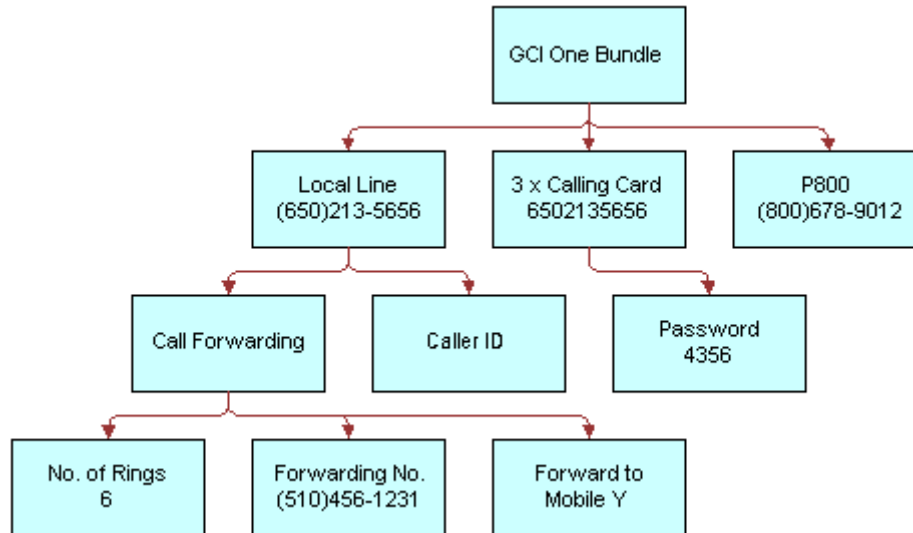 GCI One Bundle
Local Line
(650)213-5656
3 x Calling Card
6502135656
P800
(800)678-9012
Call Forwarding
Caller ID
Password
4356
No. of Rings
6
Forwarding No.
(510)456-1231
Forward to
Mobile Y